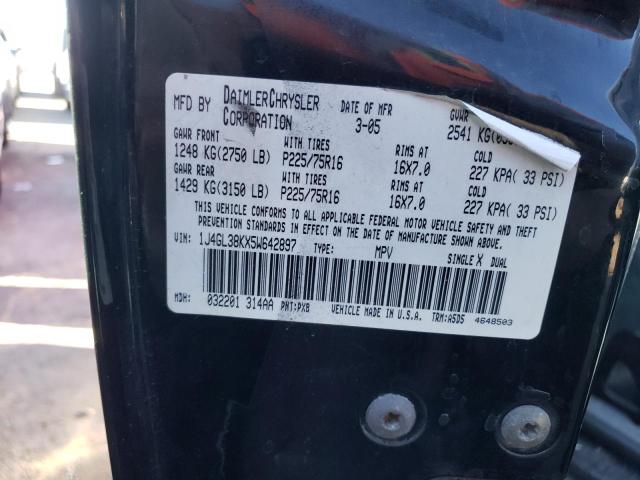 MFD BY DAIMLERCHRYSLER CORPORATION DATE OF MFR 3-05 GVWR 2541 KG
GAWR FRONT WITH TIRES RIMS AT COLD
1248 KG(2750 LB) P225/75R16 16X7.0 227 KPA( 33 PSI)
GAWR REAR WITH TIRES RIMS AT COLD
1429 KG(3150 LB) P225/75R16 16X7.0 227 KPA( 33 PSI)
THIS VEHICLE CONFORMS TO ALL APPLICABLE FEDERAL MOTOR VEHICLE SAFETY AND THEFT
PREVENTION STANDARDS IN EFFECT ON THE DATE OF MANUFACTURE SHOWN ABOVE.
VIN: 1J4GL38KX5W642897 TYPE: MPV SINGLE X DUAL
MDH: 032201 314AA PNT:PXB VEHICLE MADE IN U.S.A. TRM:A5D5 4648503